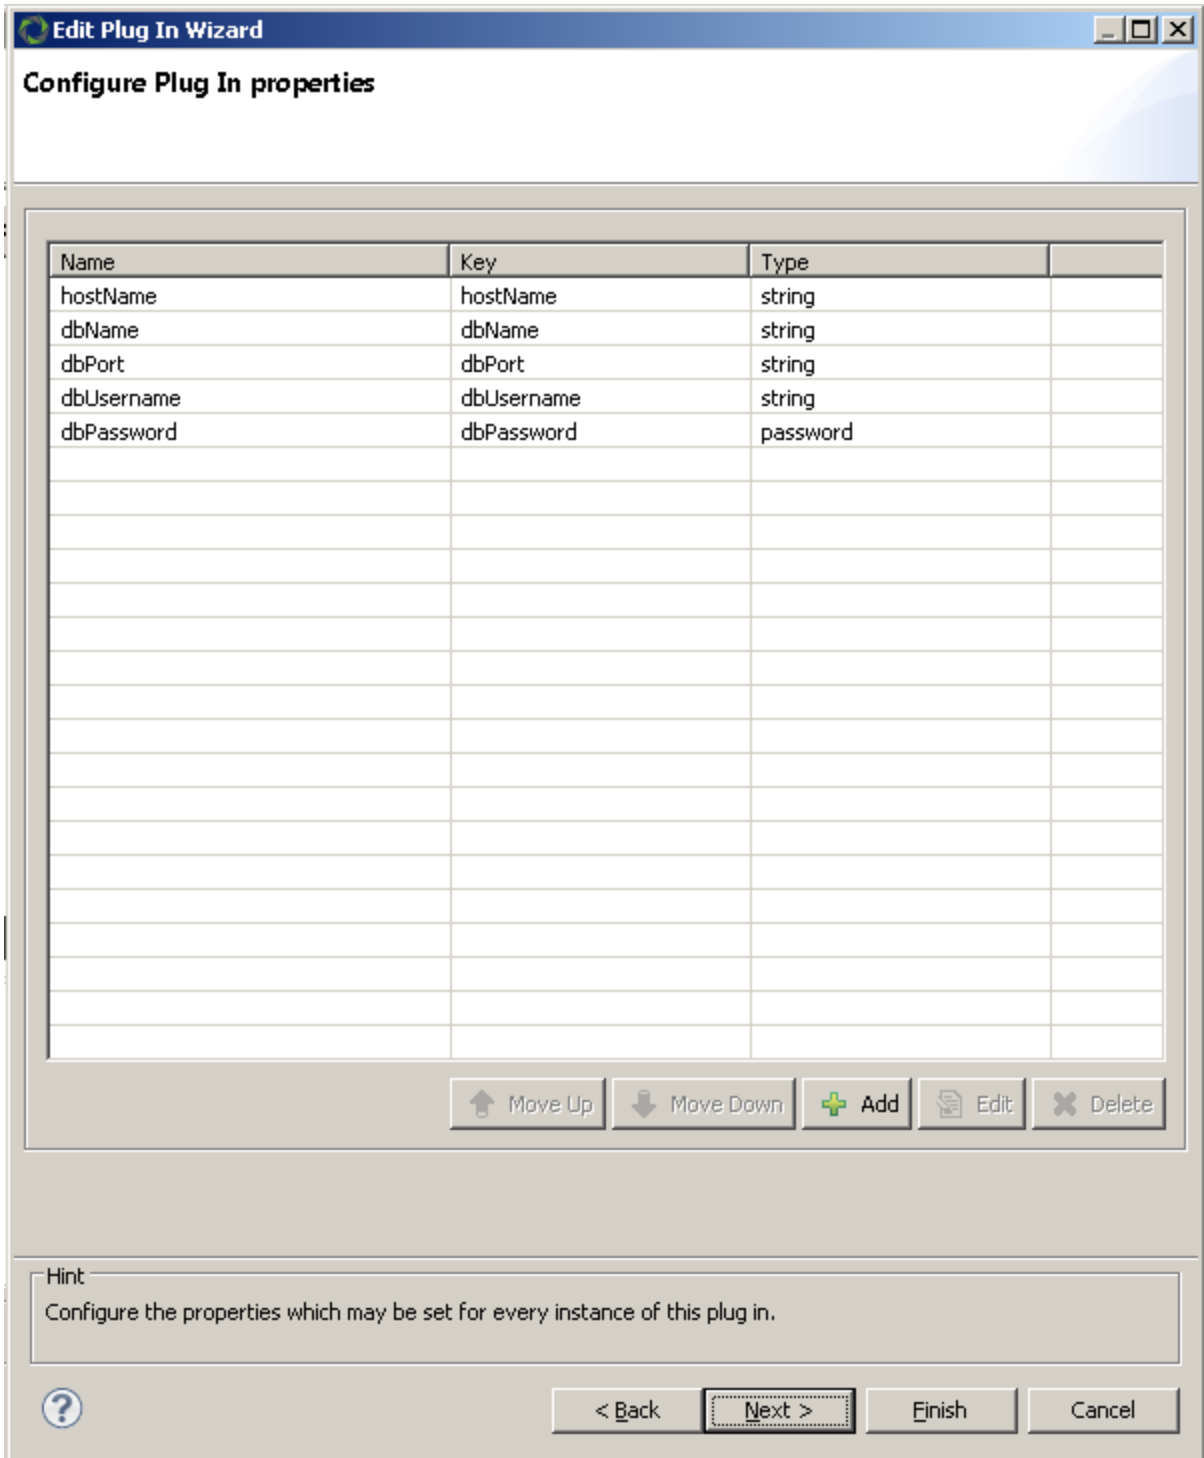 Edit Plug In Wizard
Configure Plug In properties
Name Key Type
hostName hostName string
dbName dbName string
dbPort dbPort string
dbUsername dbUsername string
dbPassword dbPassword password
Move Up Move Down Add Edit Delete
Hint
Configure the properties which may be set for every instance of this plug in.
? < Back Next > Finish Cancel